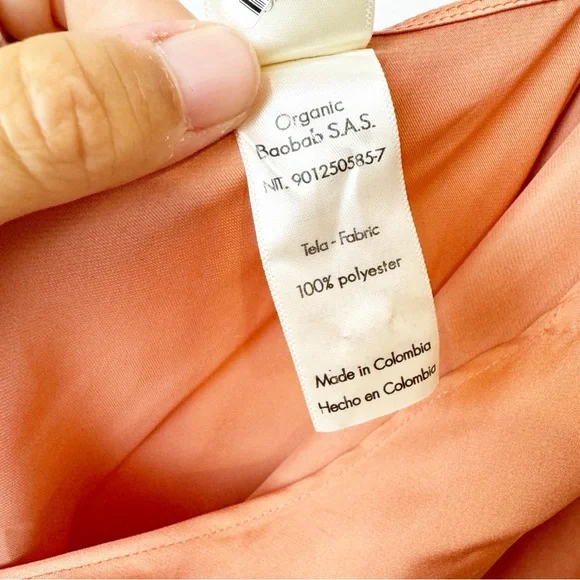 Organic
Baobab S.A.S.
NIT. 901250585-7
Tela - Fabric
100% polyester
Made in Colombia
Hecho en Colombia